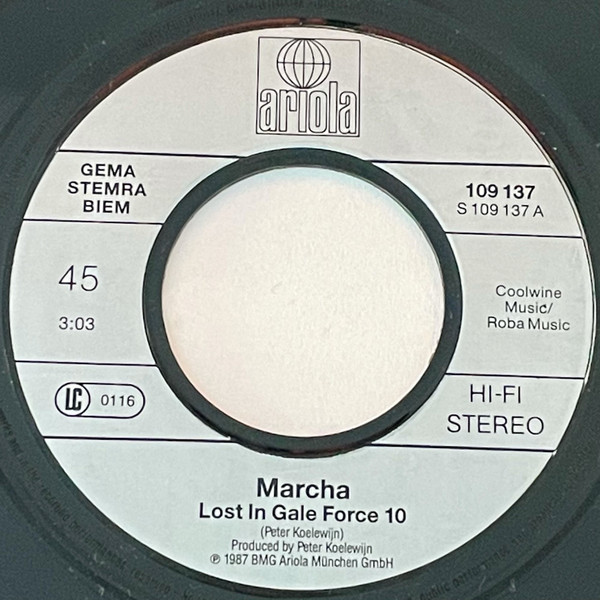 ariola
GEMA
STEMRA
BIEM
109 137
S 109 137 A
45
3:03
Coolwine
Music/
Roba Music
LC 0116
HI-FI
STEREO
Marcha
Lost In Gale Force 10
(Peter Koelewijn)
Produced by Peter Koelewijn
℗ 1987 BMG Ariola München GmbH